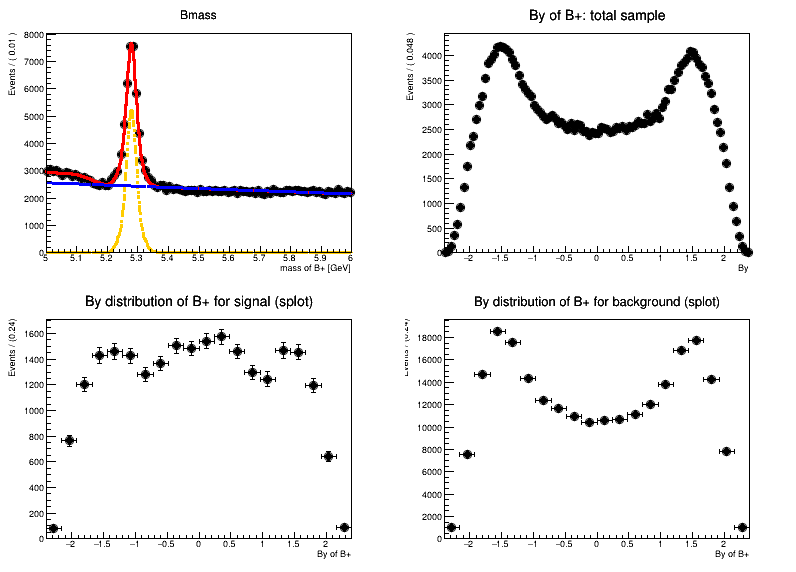 Bmass
Events / ( 0.01 )
8000
7000
6000
5000
4000
3000
2000
1000
0
5 5.1 5.2 5.3 5.4 5.5 5.6 5.7 5.8 5.9 6
mass of B+ [GeV]
By of B+: total sample
Events / ( 0.048 )
4000
3500
3000
2500
2000
1500
1000
500
0
−2 −1.5 −1 −0.5 0 0.5 1 1.5 2
By
By distribution of B+ for signal (splot)
Events / (0.24)
1600
1400
1200
1000
800
600
400
200
0
−2 −1.5 −1 −0.5 0 0.5 1 1.5 2
By of B+
By distribution of B+ for background (splot)
Events / (0.24)
18000
16000
14000
12000
10000
8000
6000
4000
2000
0
−2 −1.5 −1 −0.5 0 0.5 1 1.5 2
By of B+